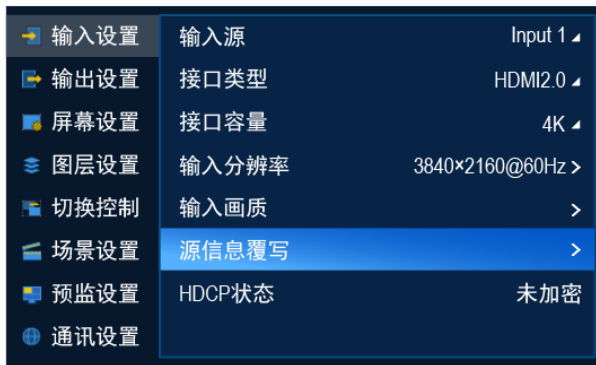 输入设置
输出设置
屏幕设置
图层设置
切换控制
场景设置
预监设置
通讯设置
输入源 Input 1
接口类型 HDMI2.0
接口容量 4K
输入分辨率 3840×2160@60Hz >
输入画质 >
源信息覆写 >
HDCP状态 未加密